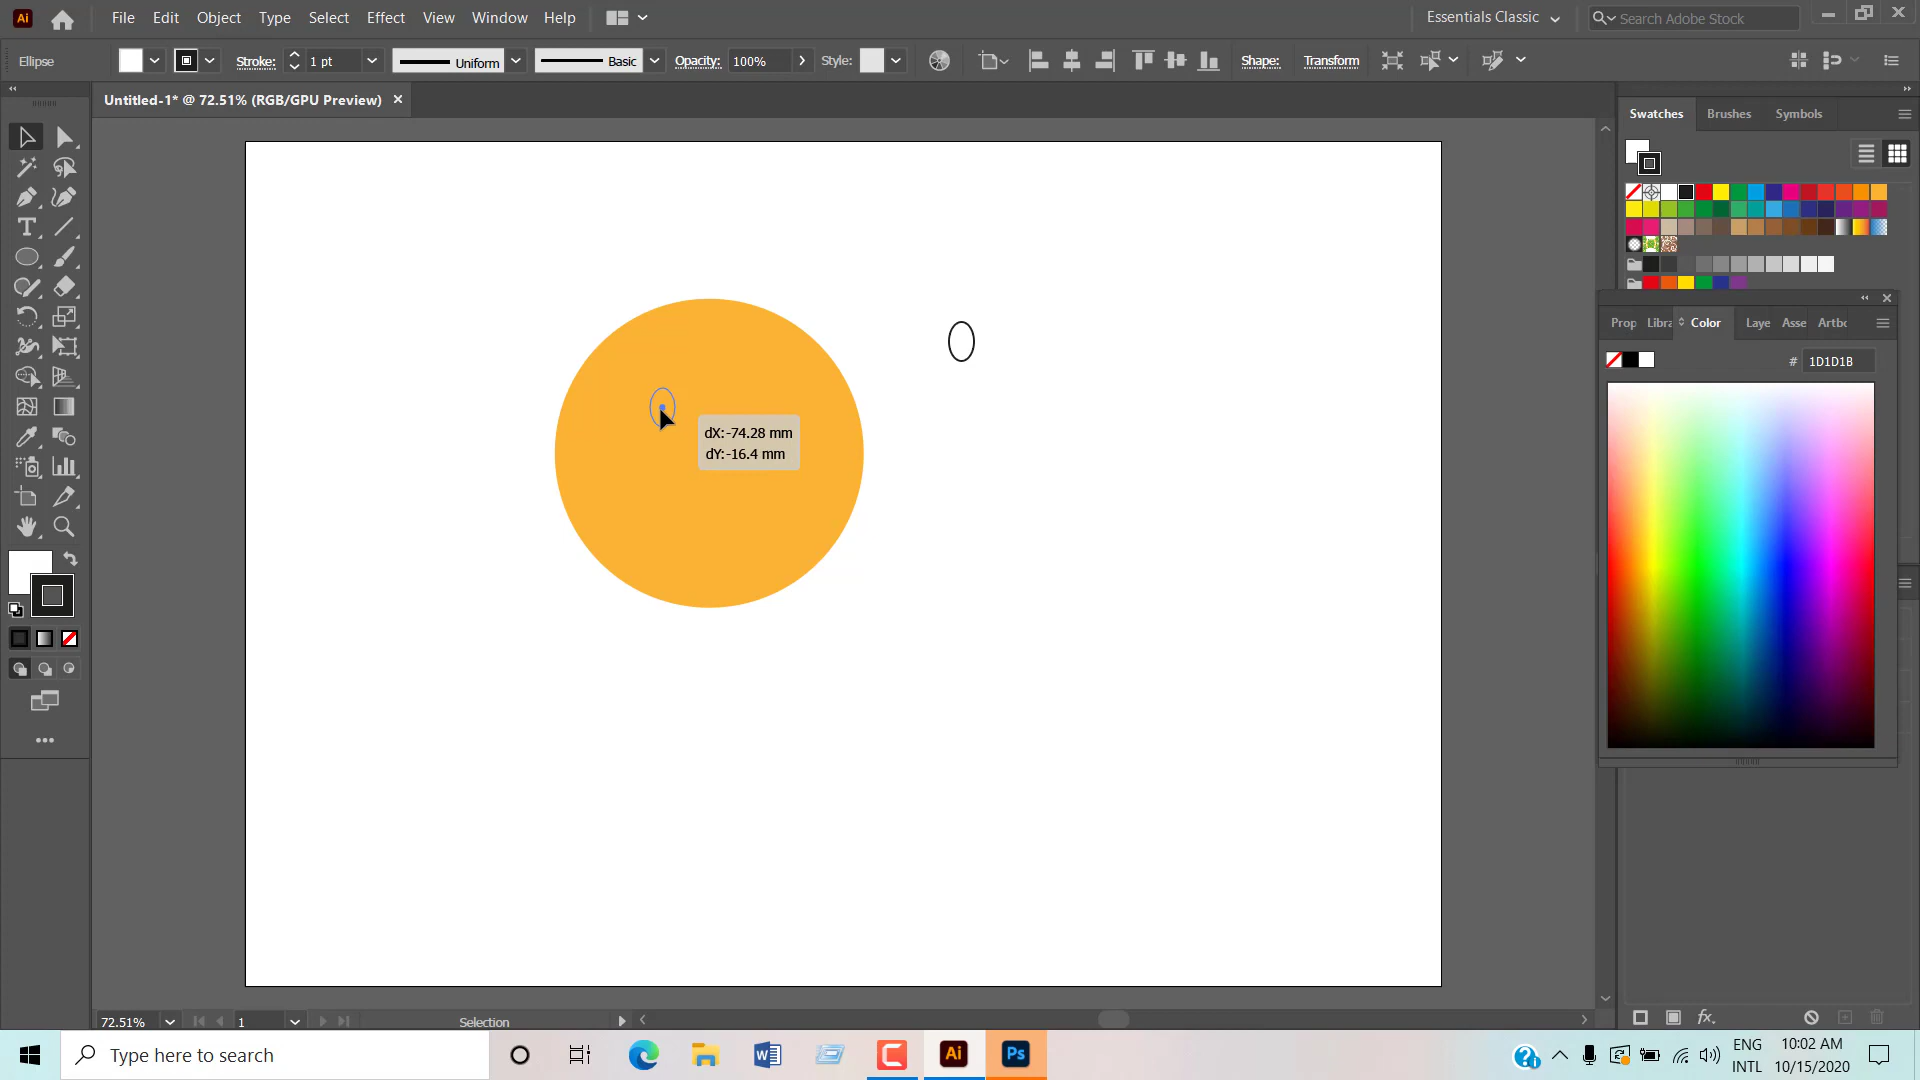 Ai File Edit Object Type Select Effect View Window Help Essentials Classic Search Adobe Stock
Ellipse Stroke: 1 pt Uniform Basic Opacity: 100% Style: Shape: Transform
Untitled-1* @ 72.51% (RGB/GPU Preview)
Swatches Brushes Symbols
Prop Libra Color Laye Asse Artbo
# 1D1D1B
dX:-74.28 mm
dY:-16.4 mm
72.51% 1 Selection
fx.
Type here to search
Ai Ps
ENG
INTL
10:02 AM
10/15/2020